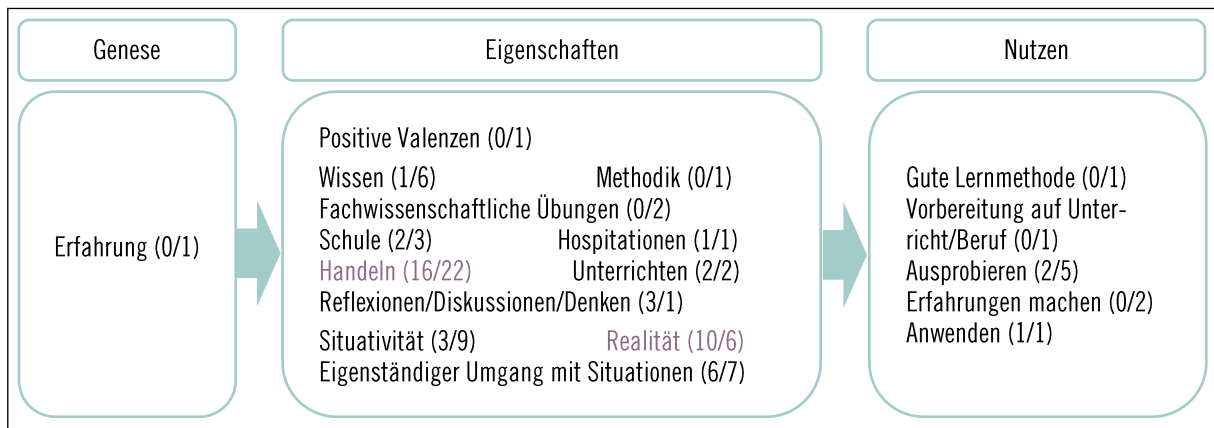 Genese
Eigenschaften
Nutzen
Erfahrung (0/1)
Positive Valenzen (0/1)
Wissen (1/6) Methodik (0/1)
Fachwissenschaftliche Übungen (0/2)
Schule (2/3) Hospitationen (1/1)
Handeln (16/22) Unterrichten (2/2)
Reflexionen/Diskussionen/Denken (3/1)
Situativität (3/9) Realität (10/6)
Eigenständiger Umgang mit Situationen (6/7)
Gute Lernmethode (0/1)
Vorbereitung auf Unter-
richt/Beruf (0/1)
Ausprobieren (2/5)
Erfahrungen machen (0/2)
Anwenden (1/1)